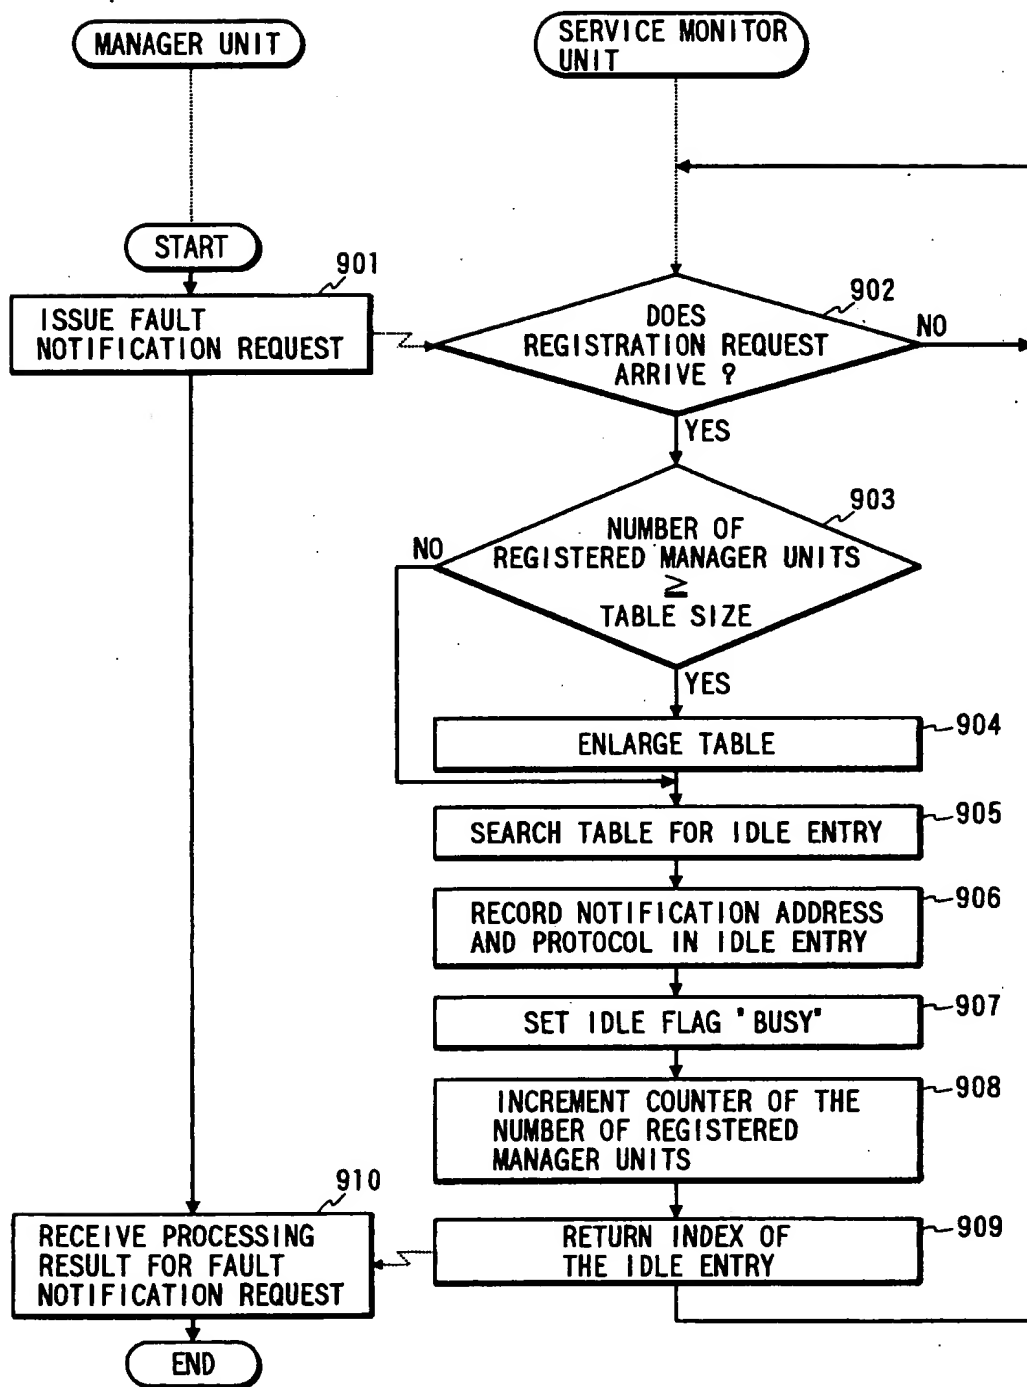 MANAGER UNIT
SERVICE MONITOR
UNIT
START
901
ISSUE FAULT
NOTIFICATION REQUEST
902
DOES
REGISTRATION REQUEST
ARRIVE ?
NO
YES
903
NUMBER OF
REGISTERED MANAGER UNITS
≧
TABLE SIZE
NO
YES
904
ENLARGE TABLE
905
SEARCH TABLE FOR IDLE ENTRY
906
RECORD NOTIFICATION ADDRESS
AND PROTOCOL IN IDLE ENTRY
907
SET IDLE FLAG "BUSY"
908
INCREMENT COUNTER OF THE
NUMBER OF REGISTERED
MANAGER UNITS
909
RETURN INDEX OF
THE IDLE ENTRY
910
RECEIVE PROCESSING
RESULT FOR FAULT
NOTIFICATION REQUEST
END